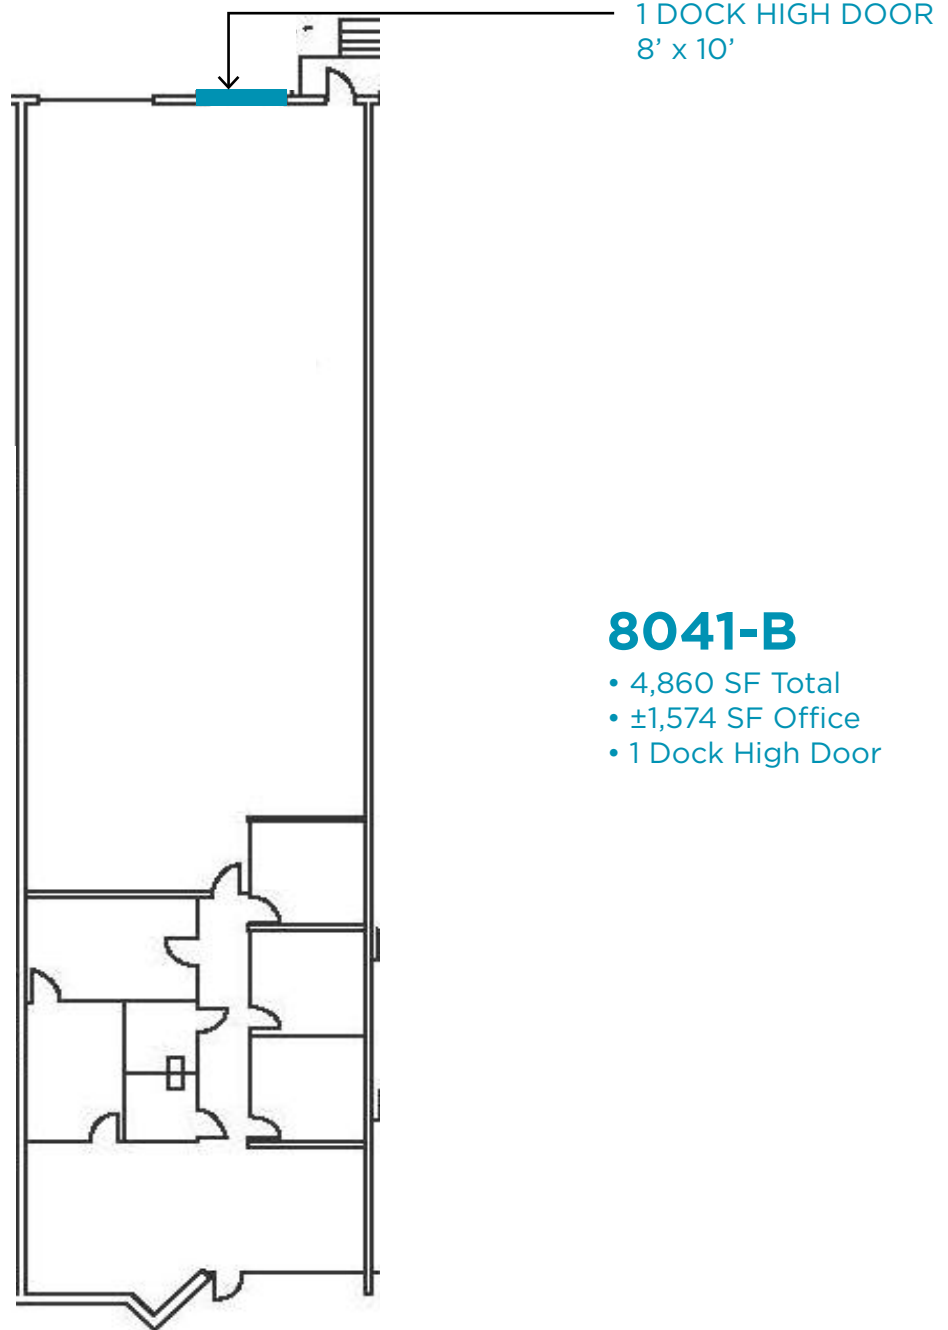 1 DOCK HIGH DOOR
8’ x 10’
8041-B
• 4,860 SF Total
• ±1,574 SF Office
• 1 Dock High Door